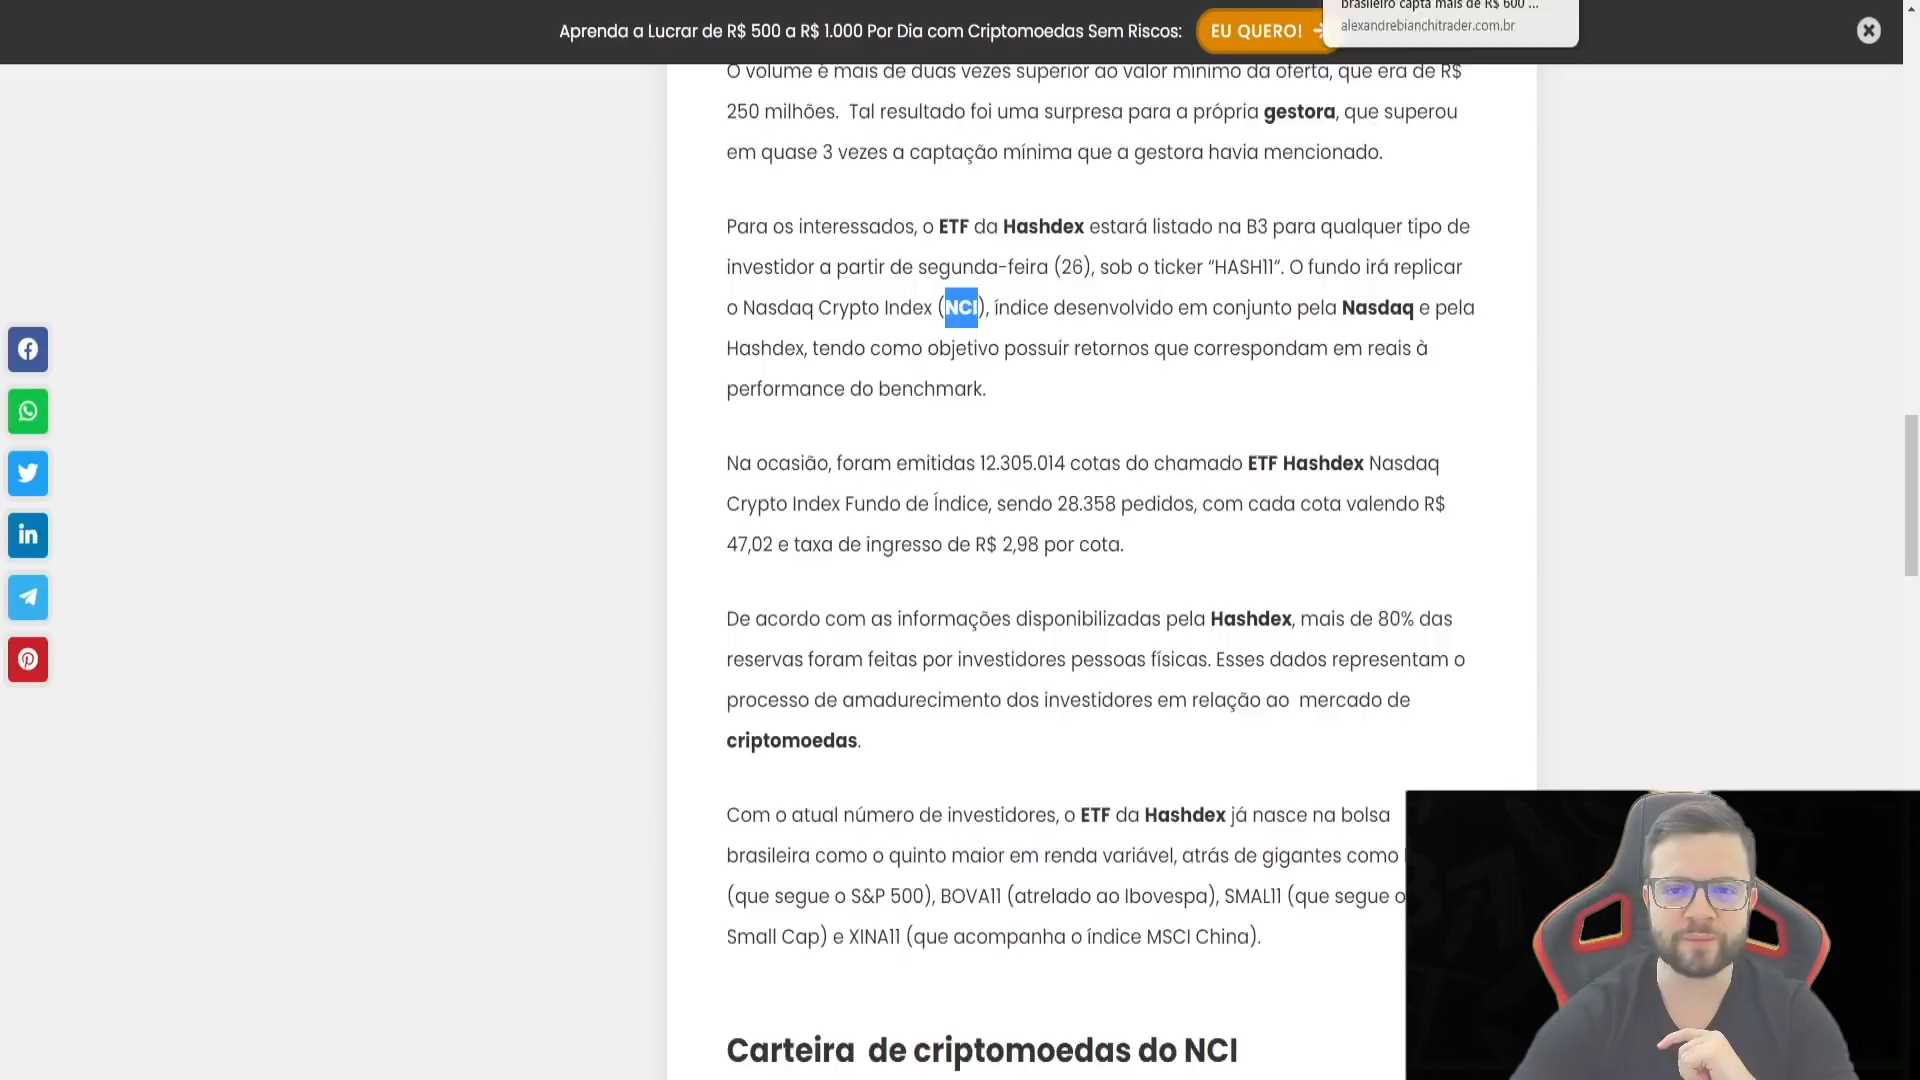 brasileiro capta mais de R$ 600 ...
alexandrebianchitrader.com.br
Aprenda a Lucrar de R$ 500 a R$ 1.000 Por Dia com Criptomoedas Sem Riscos:
EU QUERO!
O volume é mais de duas vezes superior ao valor mínimo da oferta, que era de R$
250 milhões. Tal resultado foi uma surpresa para a própria gestora, que superou
em quase 3 vezes a captação mínima que a gestora havia mencionado.
Para os interessados, o ETF da Hashdex estará listado na B3 para qualquer tipo de
investidor a partir de segunda-feira (26), sob o ticker “HASH11”. O fundo irá replicar
o Nasdaq Crypto Index (NCI), índice desenvolvido em conjunto pela Nasdaq e pela
Hashdex, tendo como objetivo possuir retornos que correspondam em reais à
performance do benchmark.
Na ocasião, foram emitidas 12.305.014 cotas do chamado ETF Hashdex Nasdaq
Crypto Index Fundo de Índice, sendo 28.358 pedidos, com cada cota valendo R$
47,02 e taxa de ingresso de R$ 2,98 por cota.
De acordo com as informações disponibilizadas pela Hashdex, mais de 80% das
reservas foram feitas por investidores pessoas físicas. Esses dados representam o
processo de amadurecimento dos investidores em relação ao mercado de
criptomoedas.
Com o atual número de investidores, o ETF da Hashdex já nasce na bolsa
brasileira como o quinto maior em renda variável, atrás de gigantes como
(que segue o S&P 500), BOVA11 (atrelado ao Ibovespa), SMAL11 (que segue o
Small Cap) e XINA11 (que acompanha o índice MSCI China).
Carteira de criptomoedas do NCI